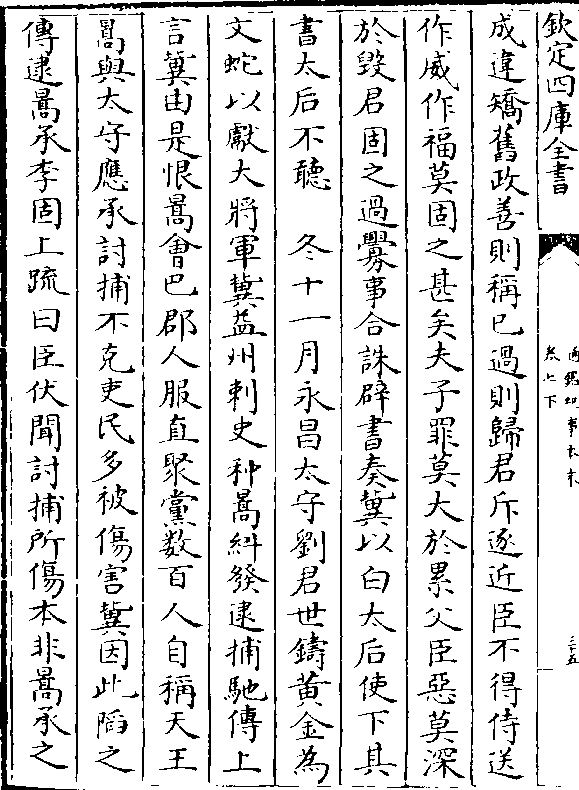 欽定四庫全書
通鑑紀事本末
卷七下
三五
成違矯舊政善則稱已過則歸君斥逐近臣不得侍送
作威作福莫固之甚矣夫子罪莫大於累父臣惡莫深
於毀君固之過釁事合誅辟書奏冀以白太后使下其
書太后不聽　冬十一月永昌太守劉君世鑄黃金為
文蛇以獻大將軍冀益州刺史种暠糾發逮捕馳傳上
言冀由是恨暠會巴郡人服直聚黨數百人自稱天王
暠與太守應承討捕不克吏民多被傷害冀因此陷之
傳逮暠承李固上疏曰臣伏聞討捕所傷本非暠承之